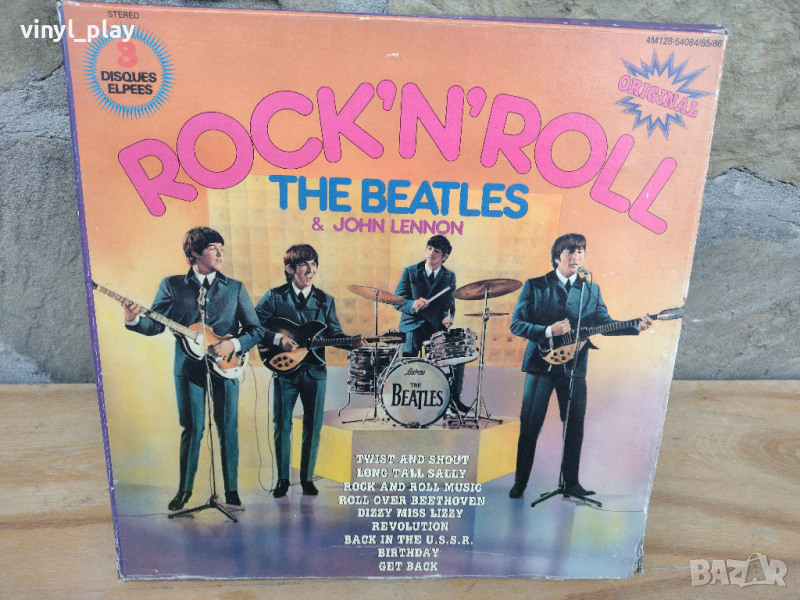 vinyl_play
STEREO
4M128-54084/85/86
3
DISQUES
ELPEES
ORIGINAL
ROCK'N'ROLL
THE BEATLES
& JOHN LENNON
Ludwig
THE
BEATLES
TWIST AND SHOUT
LONG TALL SALLY
ROCK AND ROLL MUSIC
ROLL OVER BEETHOVEN
DIZZY MISS LIZZY
REVOLUTION
BACK IN THE U.S.S.R.
BIRTHDAY
GET BACK
BAZAR